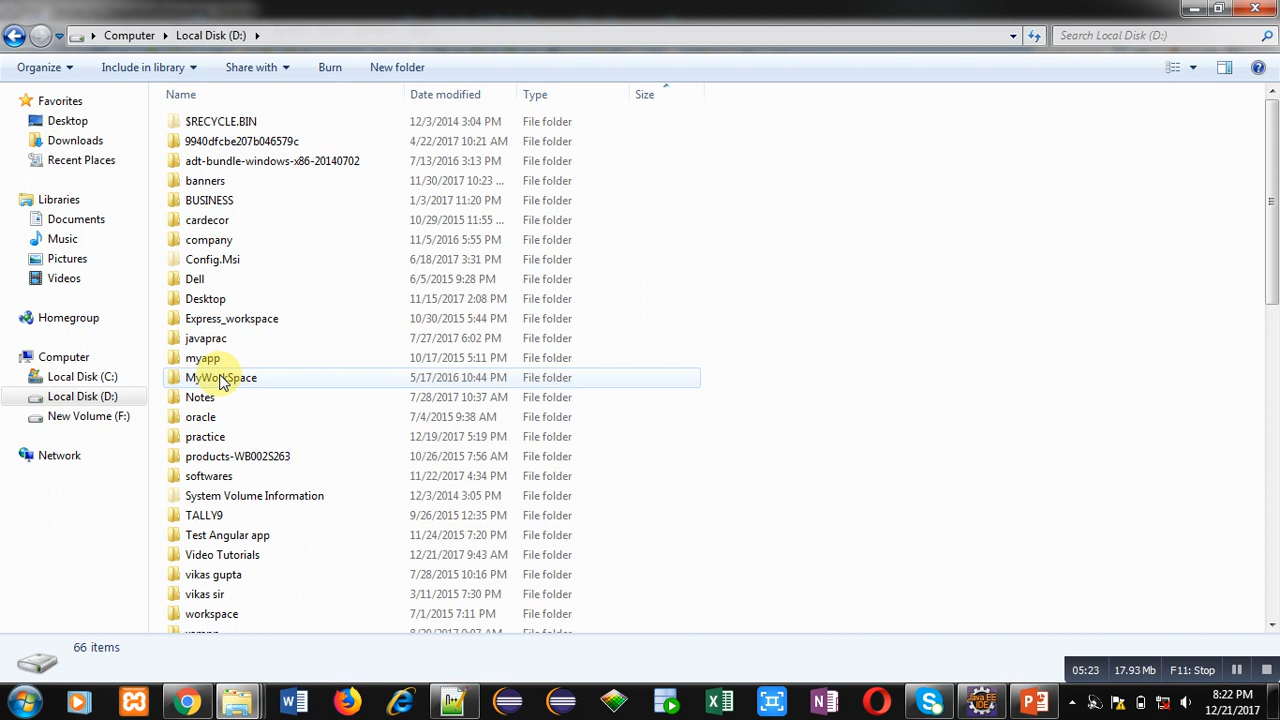 Computer Local Disk (D:) Search Local Disk (D:)
Organize Include in library Share with Burn New folder
Name Date modified Type Size
Favorites
Desktop
Downloads
Recent Places
Libraries
Documents
Music
Pictures
Videos
Homegroup
Computer
Local Disk (C:)
Local Disk (D:)
New Volume (F:)
Network
$RECYCLE.BIN 12/3/2014 3:04 PM File folder
9940dfcbe207b046579c 4/22/2017 10:21 AM File folder
adt-bundle-windows-x86-20140702 7/13/2016 3:13 PM File folder
banners 11/30/2017 10:23 ... File folder
BUSINESS 1/3/2017 11:20 PM File folder
cardecor 10/29/2015 11:55 ... File folder
company 11/5/2016 5:55 PM File folder
Config.Msi 6/18/2017 3:31 PM File folder
Dell 6/5/2015 9:28 PM File folder
Desktop 11/15/2017 2:08 PM File folder
Express_workspace 10/30/2015 5:44 PM File folder
javaprac 7/27/2017 6:02 PM File folder
myapp 10/17/2015 5:11 PM File folder
MyWorkSpace 5/17/2016 10:44 PM File folder
Notes 7/28/2017 10:37 AM File folder
oracle 7/4/2015 9:38 AM File folder
practice 12/19/2017 5:19 PM File folder
products-WB002S263 10/26/2015 7:56 AM File folder
softwares 11/22/2017 4:34 PM File folder
System Volume Information 12/3/2014 3:05 PM File folder
TALLY9 9/26/2015 12:35 PM File folder
Test Angular app 11/24/2015 7:20 PM File folder
Video Tutorials 12/21/2017 9:43 AM File folder
vikas gupta 7/28/2015 10:16 PM File folder
vikas sir 3/11/2015 7:30 PM File folder
workspace 7/1/2015 7:11 PM File folder
66 items
05:23 17.93 Mb F11: Stop
8:22 PM
12/21/2017